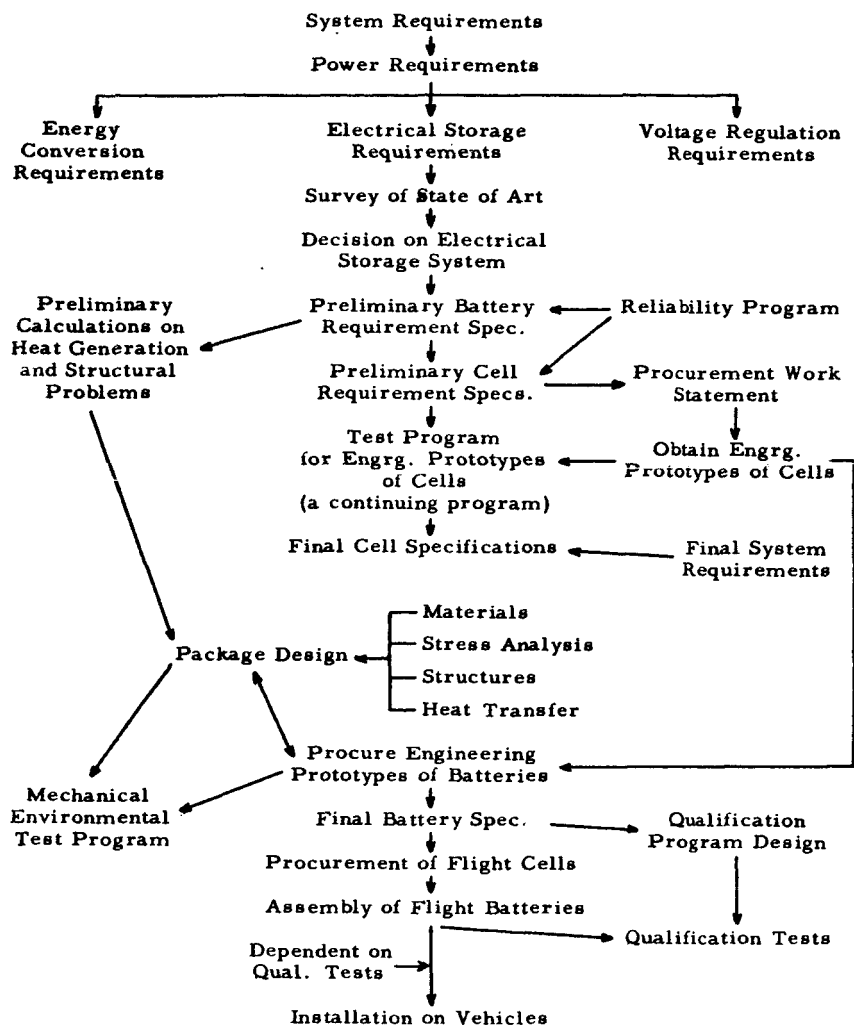 System Requirements
Power Requirements
Energy
Conversion
Requirements
Electrical Storage
Requirements
Voltage Regulation
Requirements
Survey of State of Art
Decision on Electrical
Storage System
Preliminary
Calculations on
Heat Generation
and Structural
Problems
Preliminary Battery
Requirement Spec.
Reliability Program
Preliminary Cell
Requirement Specs.
Procurement Work
Statement
Test Program
for Engrg. Prototypes
of Cells
(a continuing program)
Obtain Engrg.
Prototypes of Cells
Final Cell Specifications
Final System
Requirements
Package Design
Materials
Stress Analysis
Structures
Heat Transfer
Procure Engineering
Prototypes of Batteries
Mechanical
Environmental
Test Program
Final Battery Spec.
Qualification
Program Design
Procurement of Flight Cells
Assembly of Flight Batteries
Qualification Tests
Dependent on
Qual. Tests
Installation on Vehicles